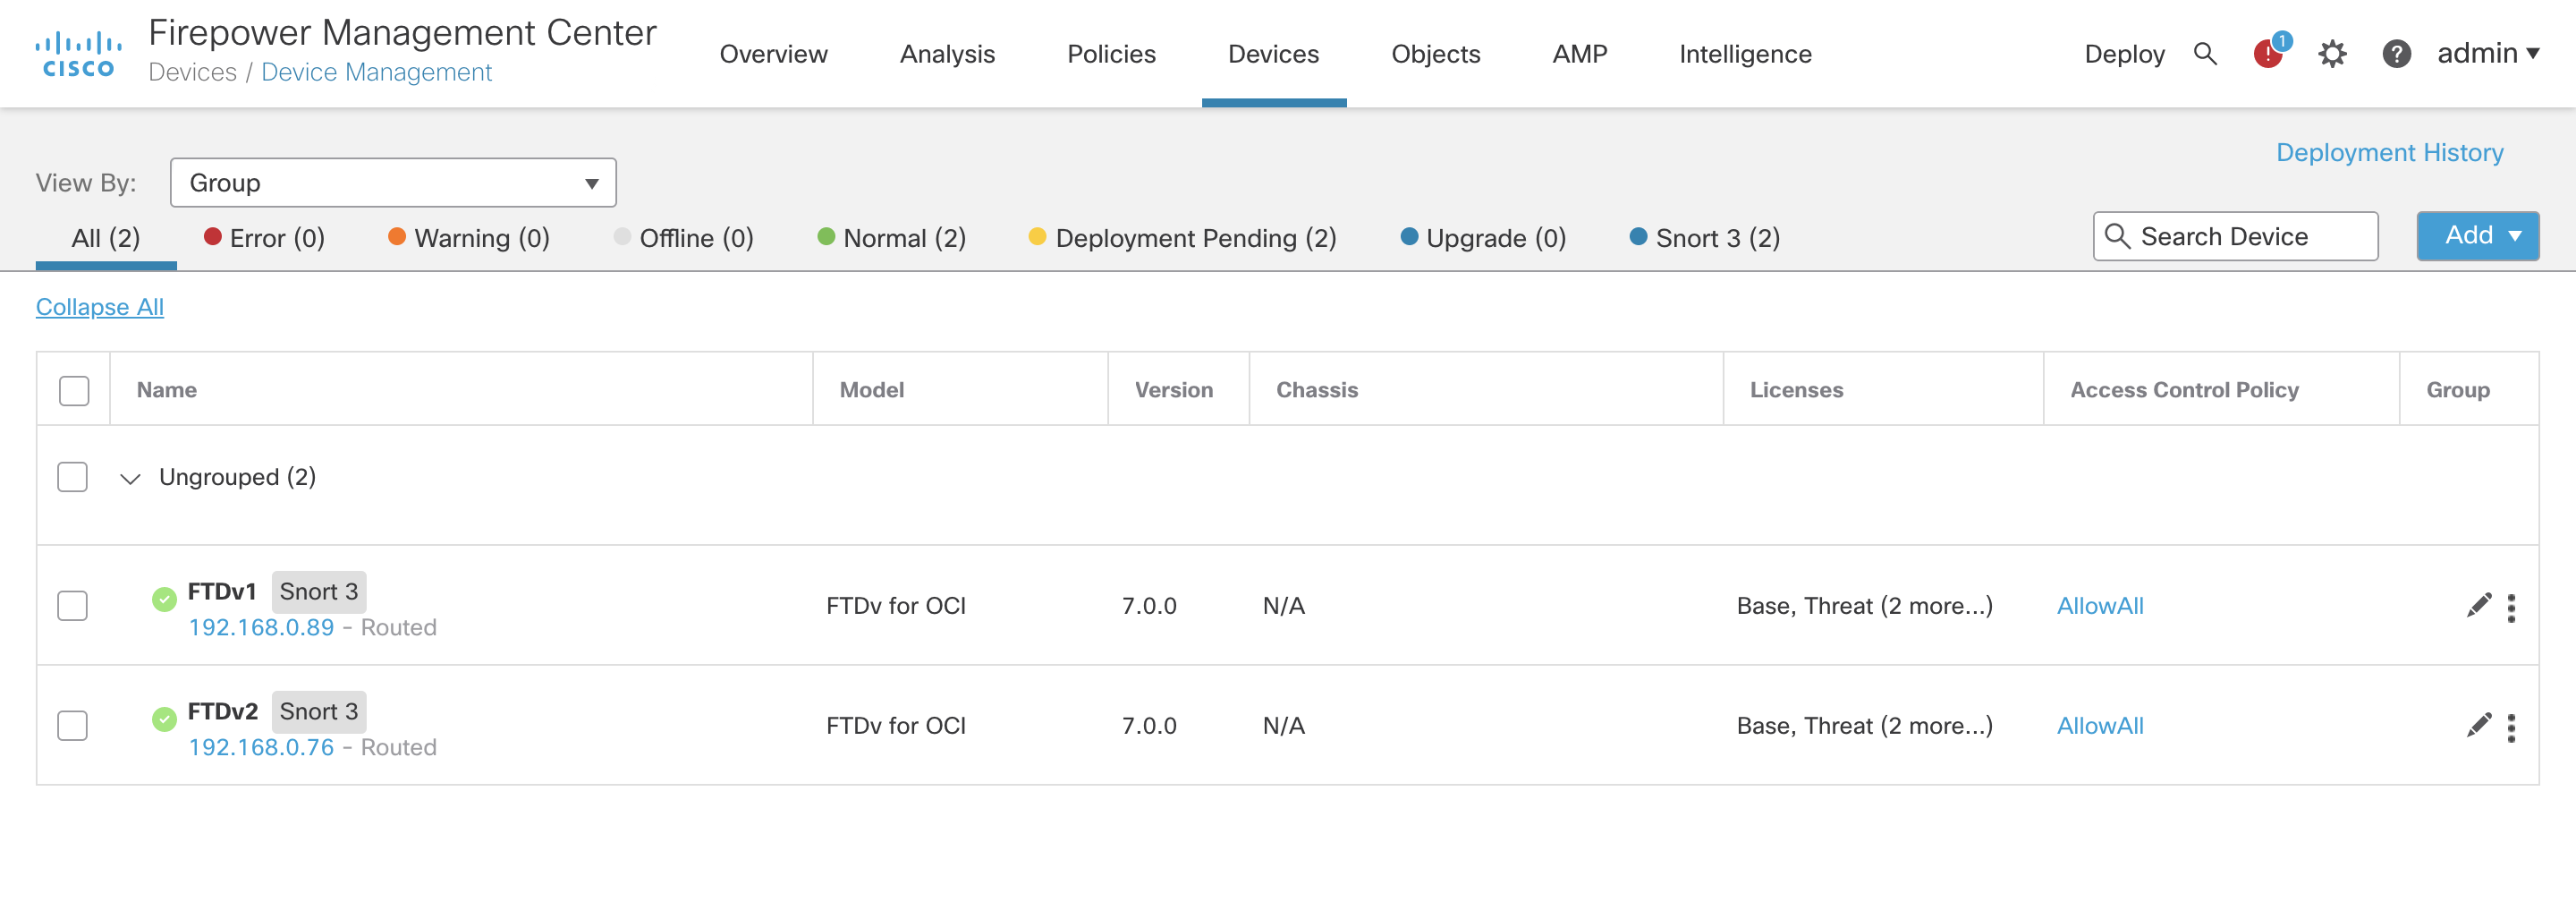 CISCO
Firepower Management Center
Devices / Device Management
Overview Analysis Policies Devices Objects AMP Intelligence
Deploy ! 1 ? admin
Deployment History
View By: Group
All (2) Error (0) Warning (0) Offline (0) Normal (2) Deployment Pending (2) Upgrade (0) Snort 3 (2) Search Device Add
Collapse All
Name Model Version Chassis Licenses Access Control Policy Group
Ungrouped (2)
FTDv1 Snort 3
192.168.0.89 - Routed
FTDv for OCI 7.0.0 N/A Base, Threat (2 more...) AllowAll
FTDv2 Snort 3
192.168.0.76 - Routed
FTDv for OCI 7.0.0 N/A Base, Threat (2 more...) AllowAll